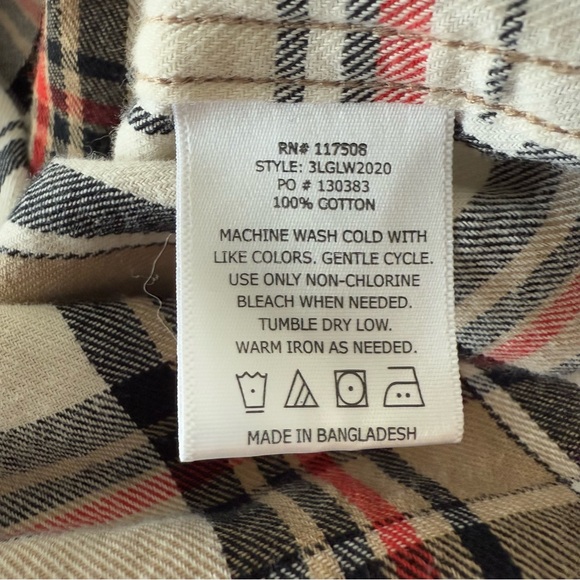 RN# 117508
STYLE: 3LGLW2020
PO # 130383
100% COTTON
MACHINE WASH COLD WITH
LIKE COLORS. GENTLE CYCLE.
USE ONLY NON-CHLORINE
BLEACH WHEN NEEDED.
TUMBLE DRY LOW.
WARM IRON AS NEEDED.
MADE IN BANGLADESH